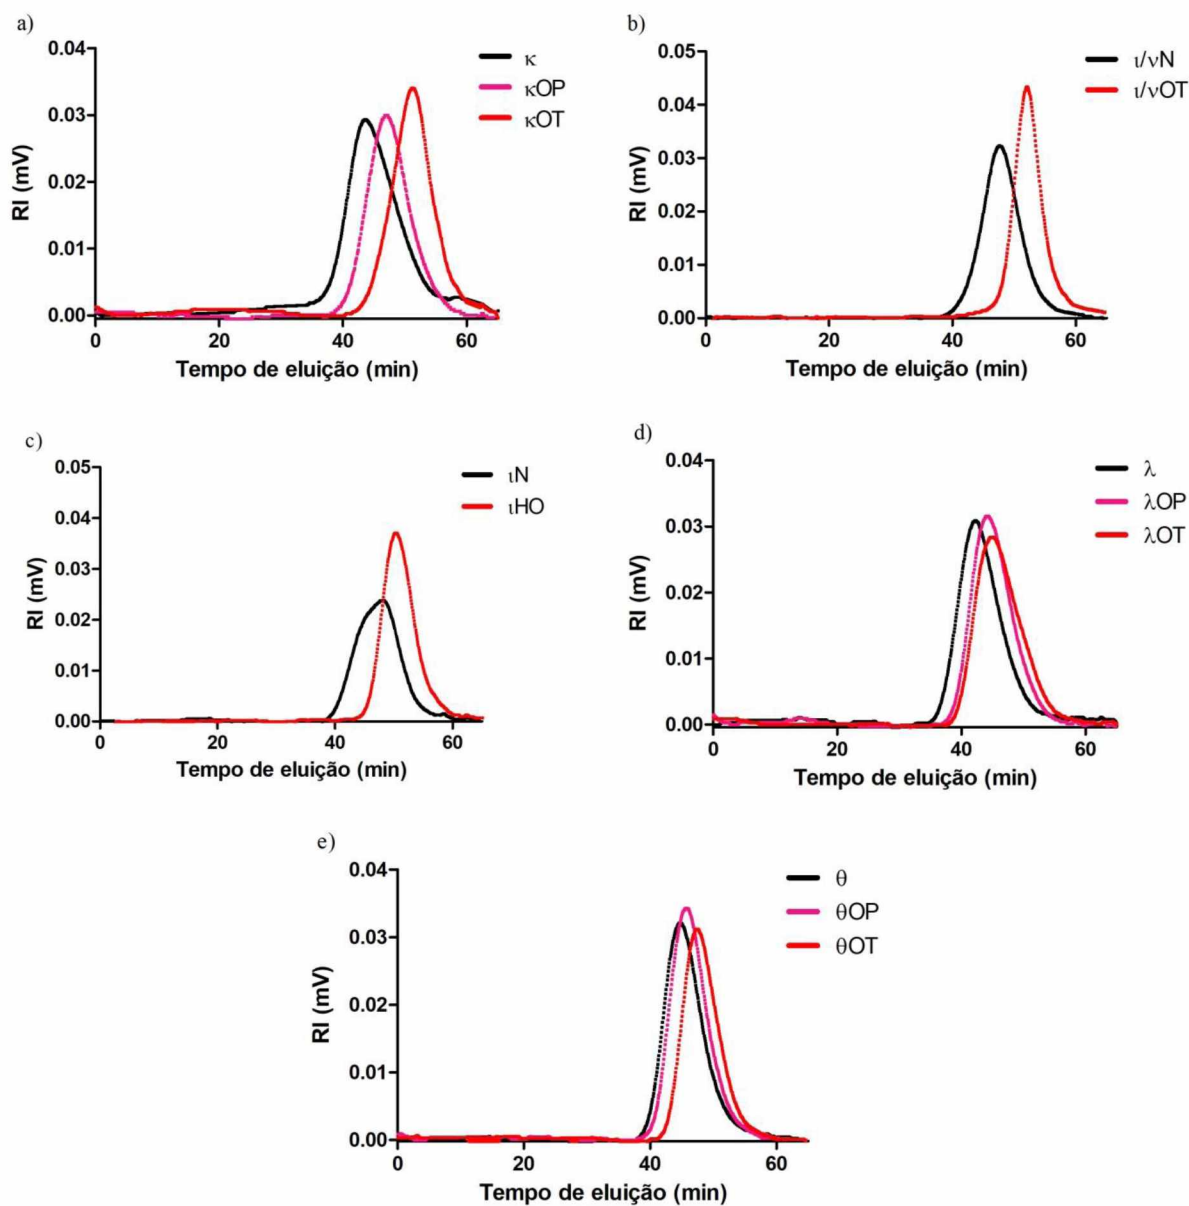 a)
κ
κOP
κOT
0.04
0.03
0.02
0.01
0.00
RI (mV)
0 20 40 60
Tempo de eluição (min)
b)
ι/νN
ι/νOT
0.05
0.04
0.03
0.02
0.01
0.00
RI (mV)
0 20 40 60
Tempo de eluição (min)
c)
ιN
ιHO
0.05
0.04
0.03
0.02
0.01
0.00
RI (mV)
0 20 40 60
Tempo de eluição (min)
d)
λ
λOP
λOT
0.04
0.03
0.02
0.01
0.00
RI (mV)
0 20 40 60
Tempo de eluição (min)
e)
θ
θOP
θOT
0.04
0.03
0.02
0.01
0.00
RI (mV)
0 20 40 60
Tempo de eluição (min)